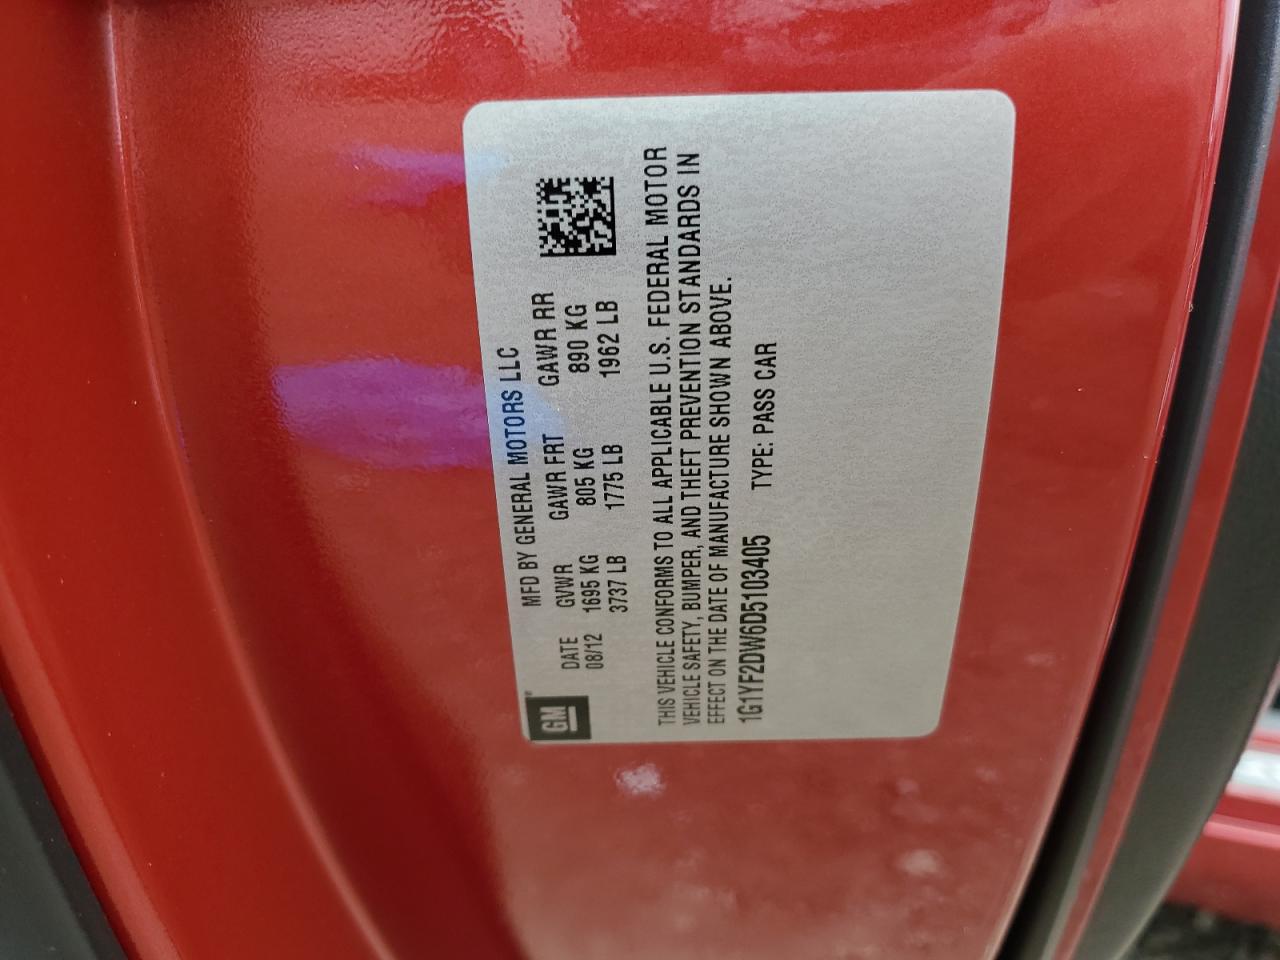 GM
MFD BY GENERAL MOTORS LLC
DATE GVWR GAWR FRT GAWR RR
08/12 1695 KG 805 KG 890 KG
3737 LB 1775 LB 1962 LB
THIS VEHICLE CONFORMS TO ALL APPLICABLE U.S. FEDERAL MOTOR
VEHICLE SAFETY, BUMPER, AND THEFT PREVENTION STANDARDS IN
EFFECT ON THE DATE OF MANUFACTURE SHOWN ABOVE.
1G1YF2DW6D5103405 TYPE: PASS CAR